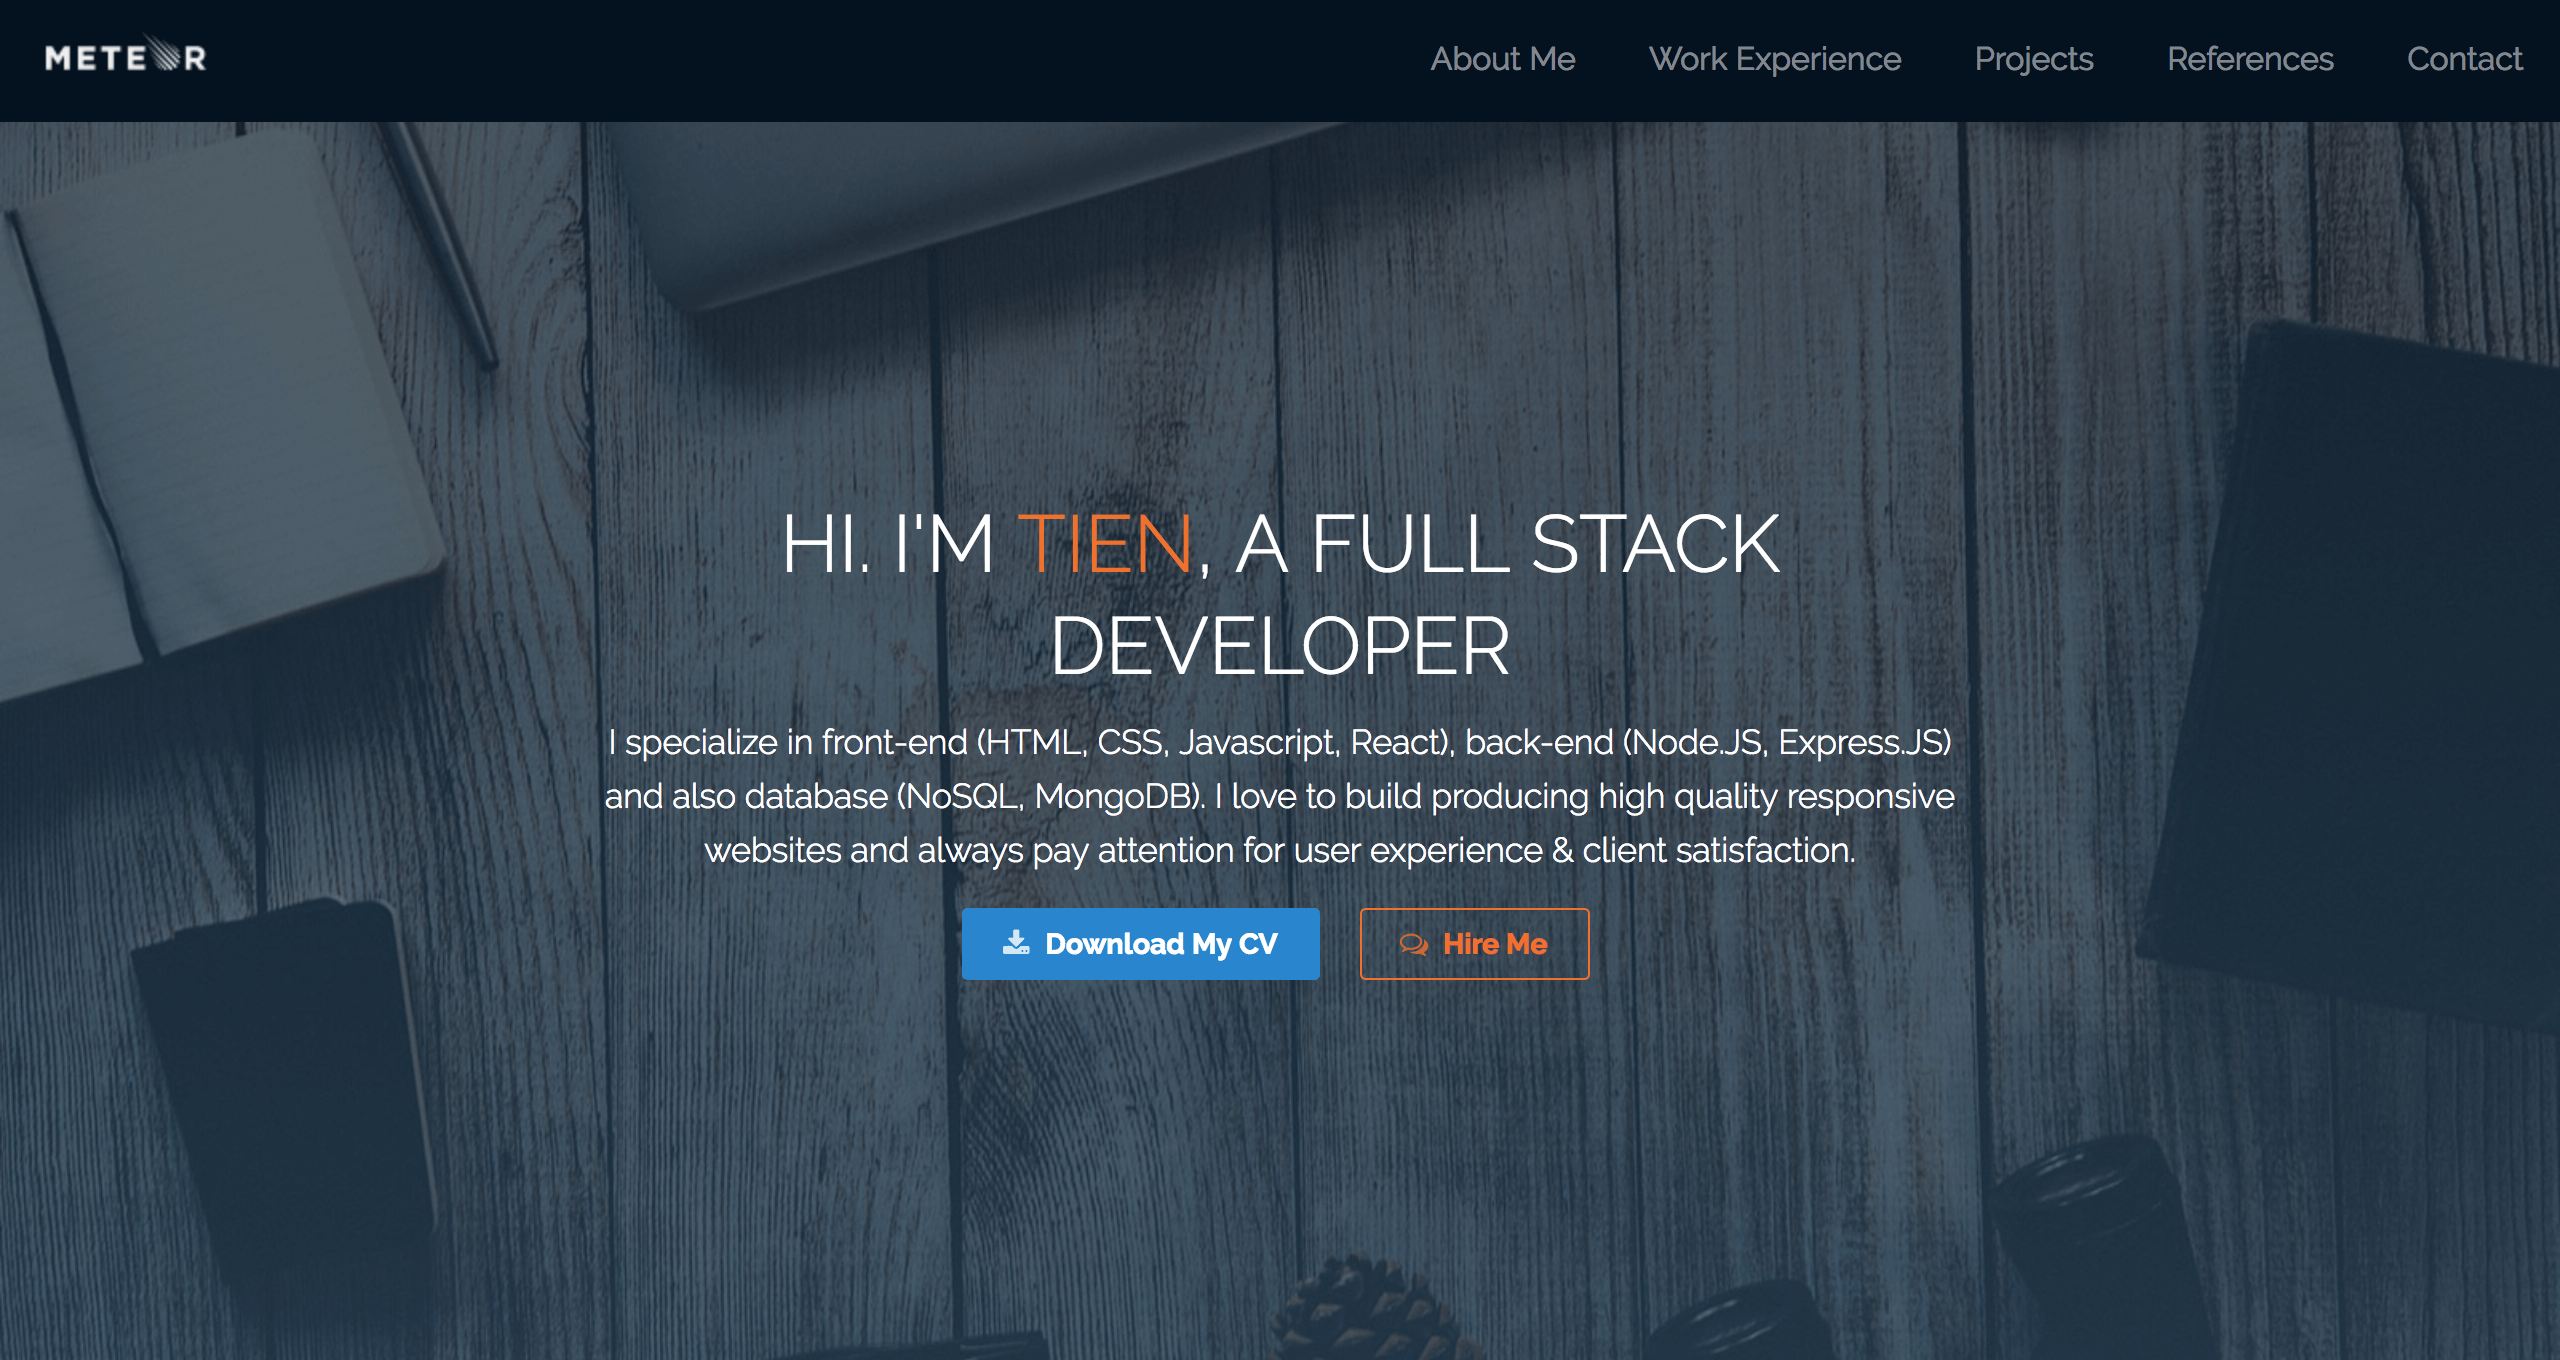 METEOR
About Me
Work Experience
Projects
References
Contact
HI. I'M TIEN, A FULL STACK
DEVELOPER
I specialize in front-end (HTML, CSS, Javascript, React), back-end (Node.JS, Express.JS)
and also database (NoSQL, MongoDB). I love to build producing high quality responsive
websites and always pay attention for user experience & client satisfaction.
Download My CV
Hire Me